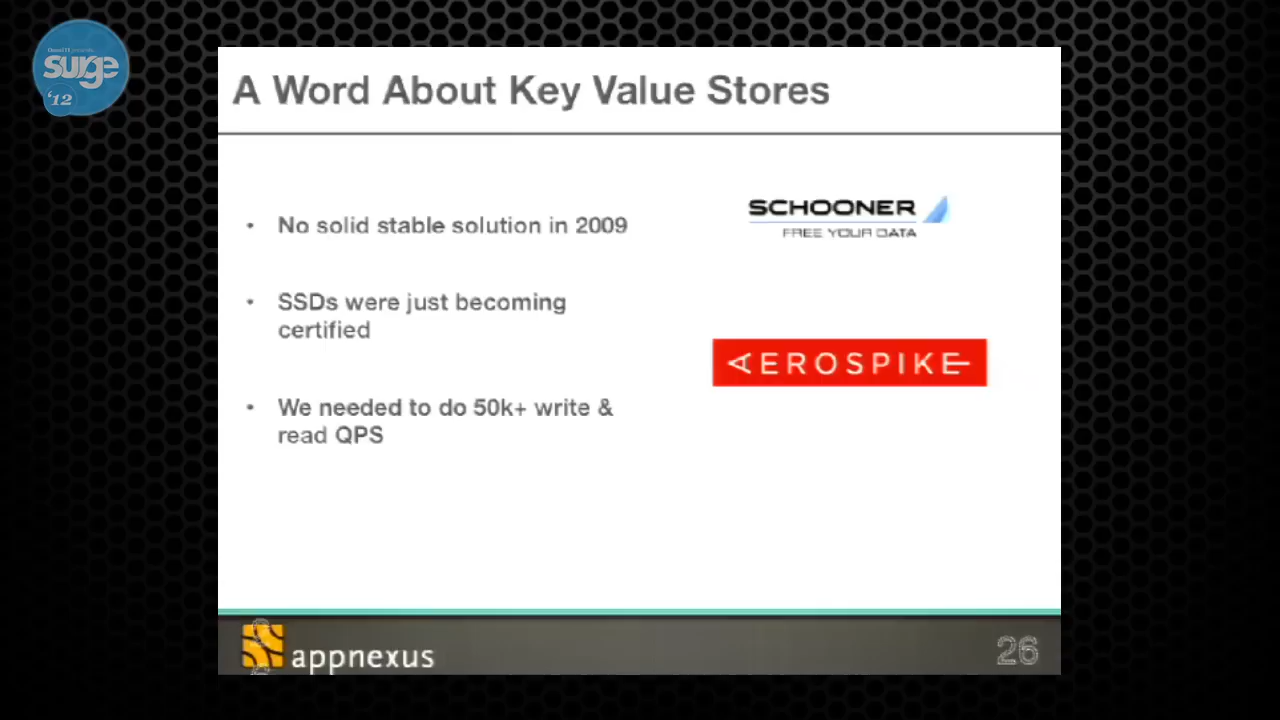 surge
'12
A Word About Key Value Stores
• No solid stable solution in 2009
• SSDs were just becoming
certified
• We needed to do 50k+ write &
read QPS
SCHOONER
FREE YOUR DATA
AEROSPIKE
appnexus
26